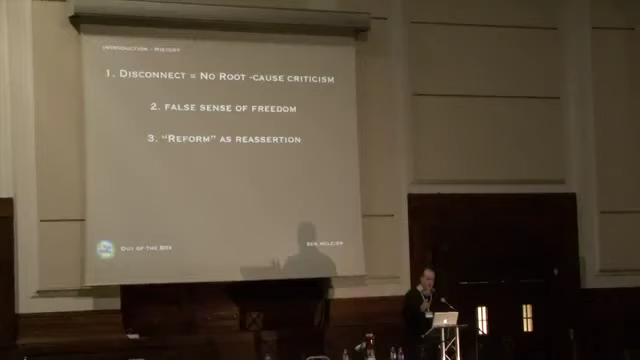 Introduction - History
1. Disconnect = No Root -cause criticism
2. false sense of freedom
3. "Reform" as reassertion
Out of the Box
Ben